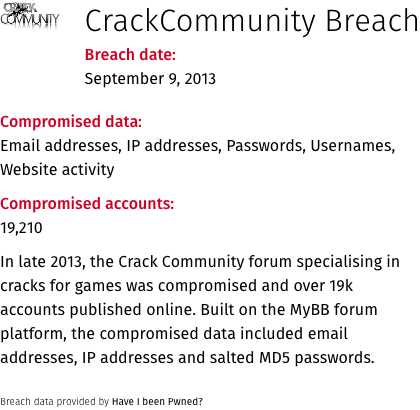 CRACK
COMMUNITY
CrackCommunity Breach
Breach date:
September 9, 2013
Compromised data:
Email addresses, IP addresses, Passwords, Usernames,
Website activity
Compromised accounts:
19,210
In late 2013, the Crack Community forum specialising in
cracks for games was compromised and over 19k
accounts published online. Built on the MyBB forum
platform, the compromised data included email
addresses, IP addresses and salted MD5 passwords.
Breach data provided by Have I been Pwned?